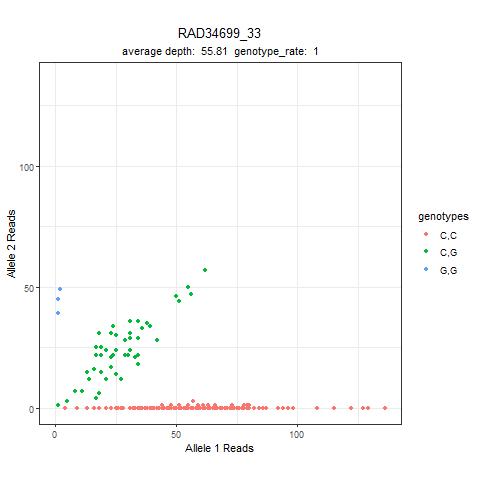 RAD34699_33
average depth:  55.81  genotype_rate:  1
100
50
0
0
50
100
Allele 2 Reads
Allele 1 Reads
genotypes
C,C
C,G
G,G